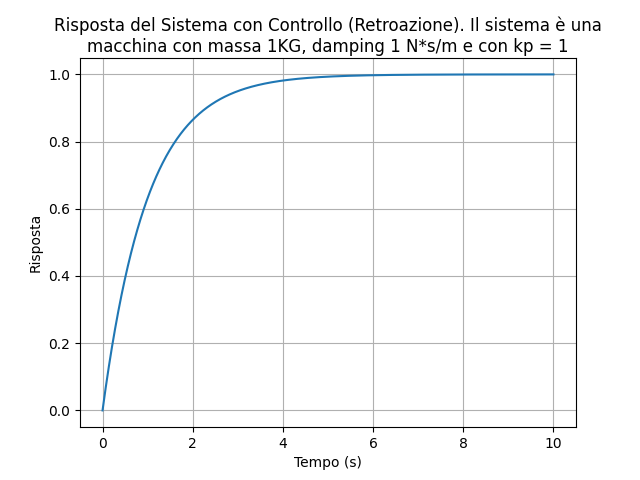 Risposta del Sistema con Controllo (Retroazione). Il sistema è una
macchina con massa 1KG, damping 1 N*s/m e con kp = 1
1.0
0.8
0.6
0.4
0.2
0.0
Risposta
0 2 4 6 8 10
Tempo (s)